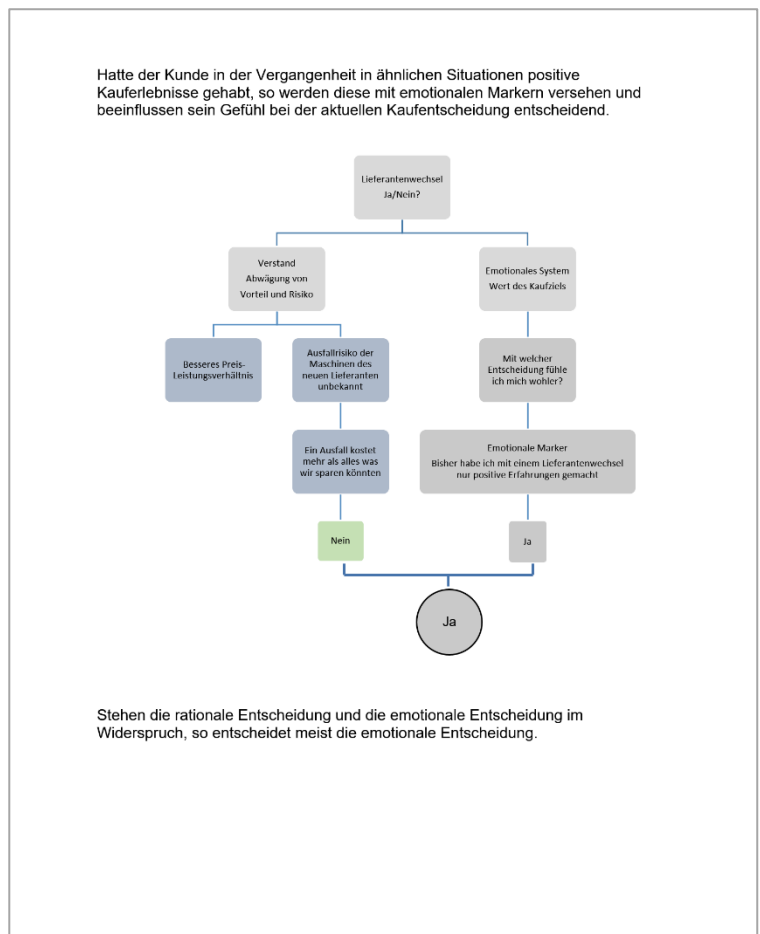 Hatte der Kunde in der Vergangenheit in ähnlichen Situationen positive
Kauferlebnisse gehabt, so werden diese mit emotionalen Markern versehen und
beeinflussen sein Gefühl bei der aktuellen Kaufentscheidung entscheidend.
Lieferantenwechsel
Ja/Nein?
Verstand
Abwägung von
Vorteil und Risiko
Emotionales System
Wert des Kaufziels
Besseres Preis-
Leistungsverhältnis
Ausfallrisiko der
Maschinen des
neuen Lieferanten
unbekannt
Mit welcher
Entscheidung fühle
ich mich wohler?
Ein Ausfall kostet
mehr als alles was
wir sparen könnten
Emotionale Marker
Bisher habe ich mit einem Lieferantenwechsel
nur positive Erfahrungen gemacht
Nein
Ja
Ja
Stehen die rationale Entscheidung und die emotionale Entscheidung im
Widerspruch, so entscheidet meist die emotionale Entscheidung.